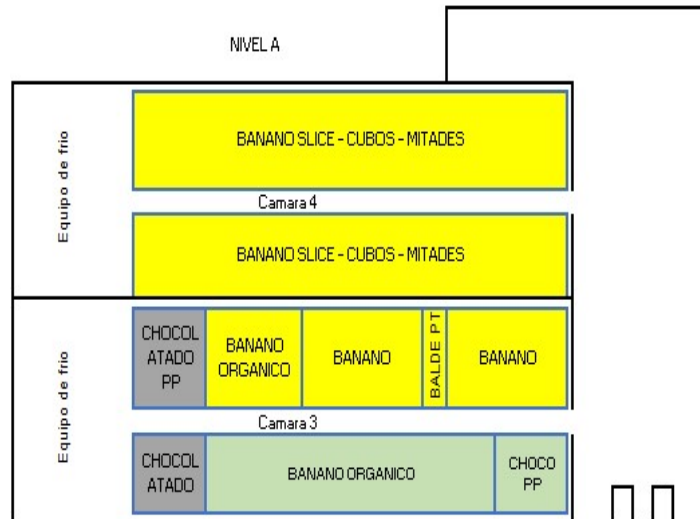 NIVEL A
Equipo de frio
BANANO SLICE - CUBOS - MITADES
Camara 4
BANANO SLICE - CUBOS - MITADES
Equipo de frio
CHOCOL
ATADO
PP
BANANO
ORGANICO
BANANO
BALDE PT
BANANO
Camara 3
CHOCOL
ATADO
BANANO ORGANICO
CHOCO
PP